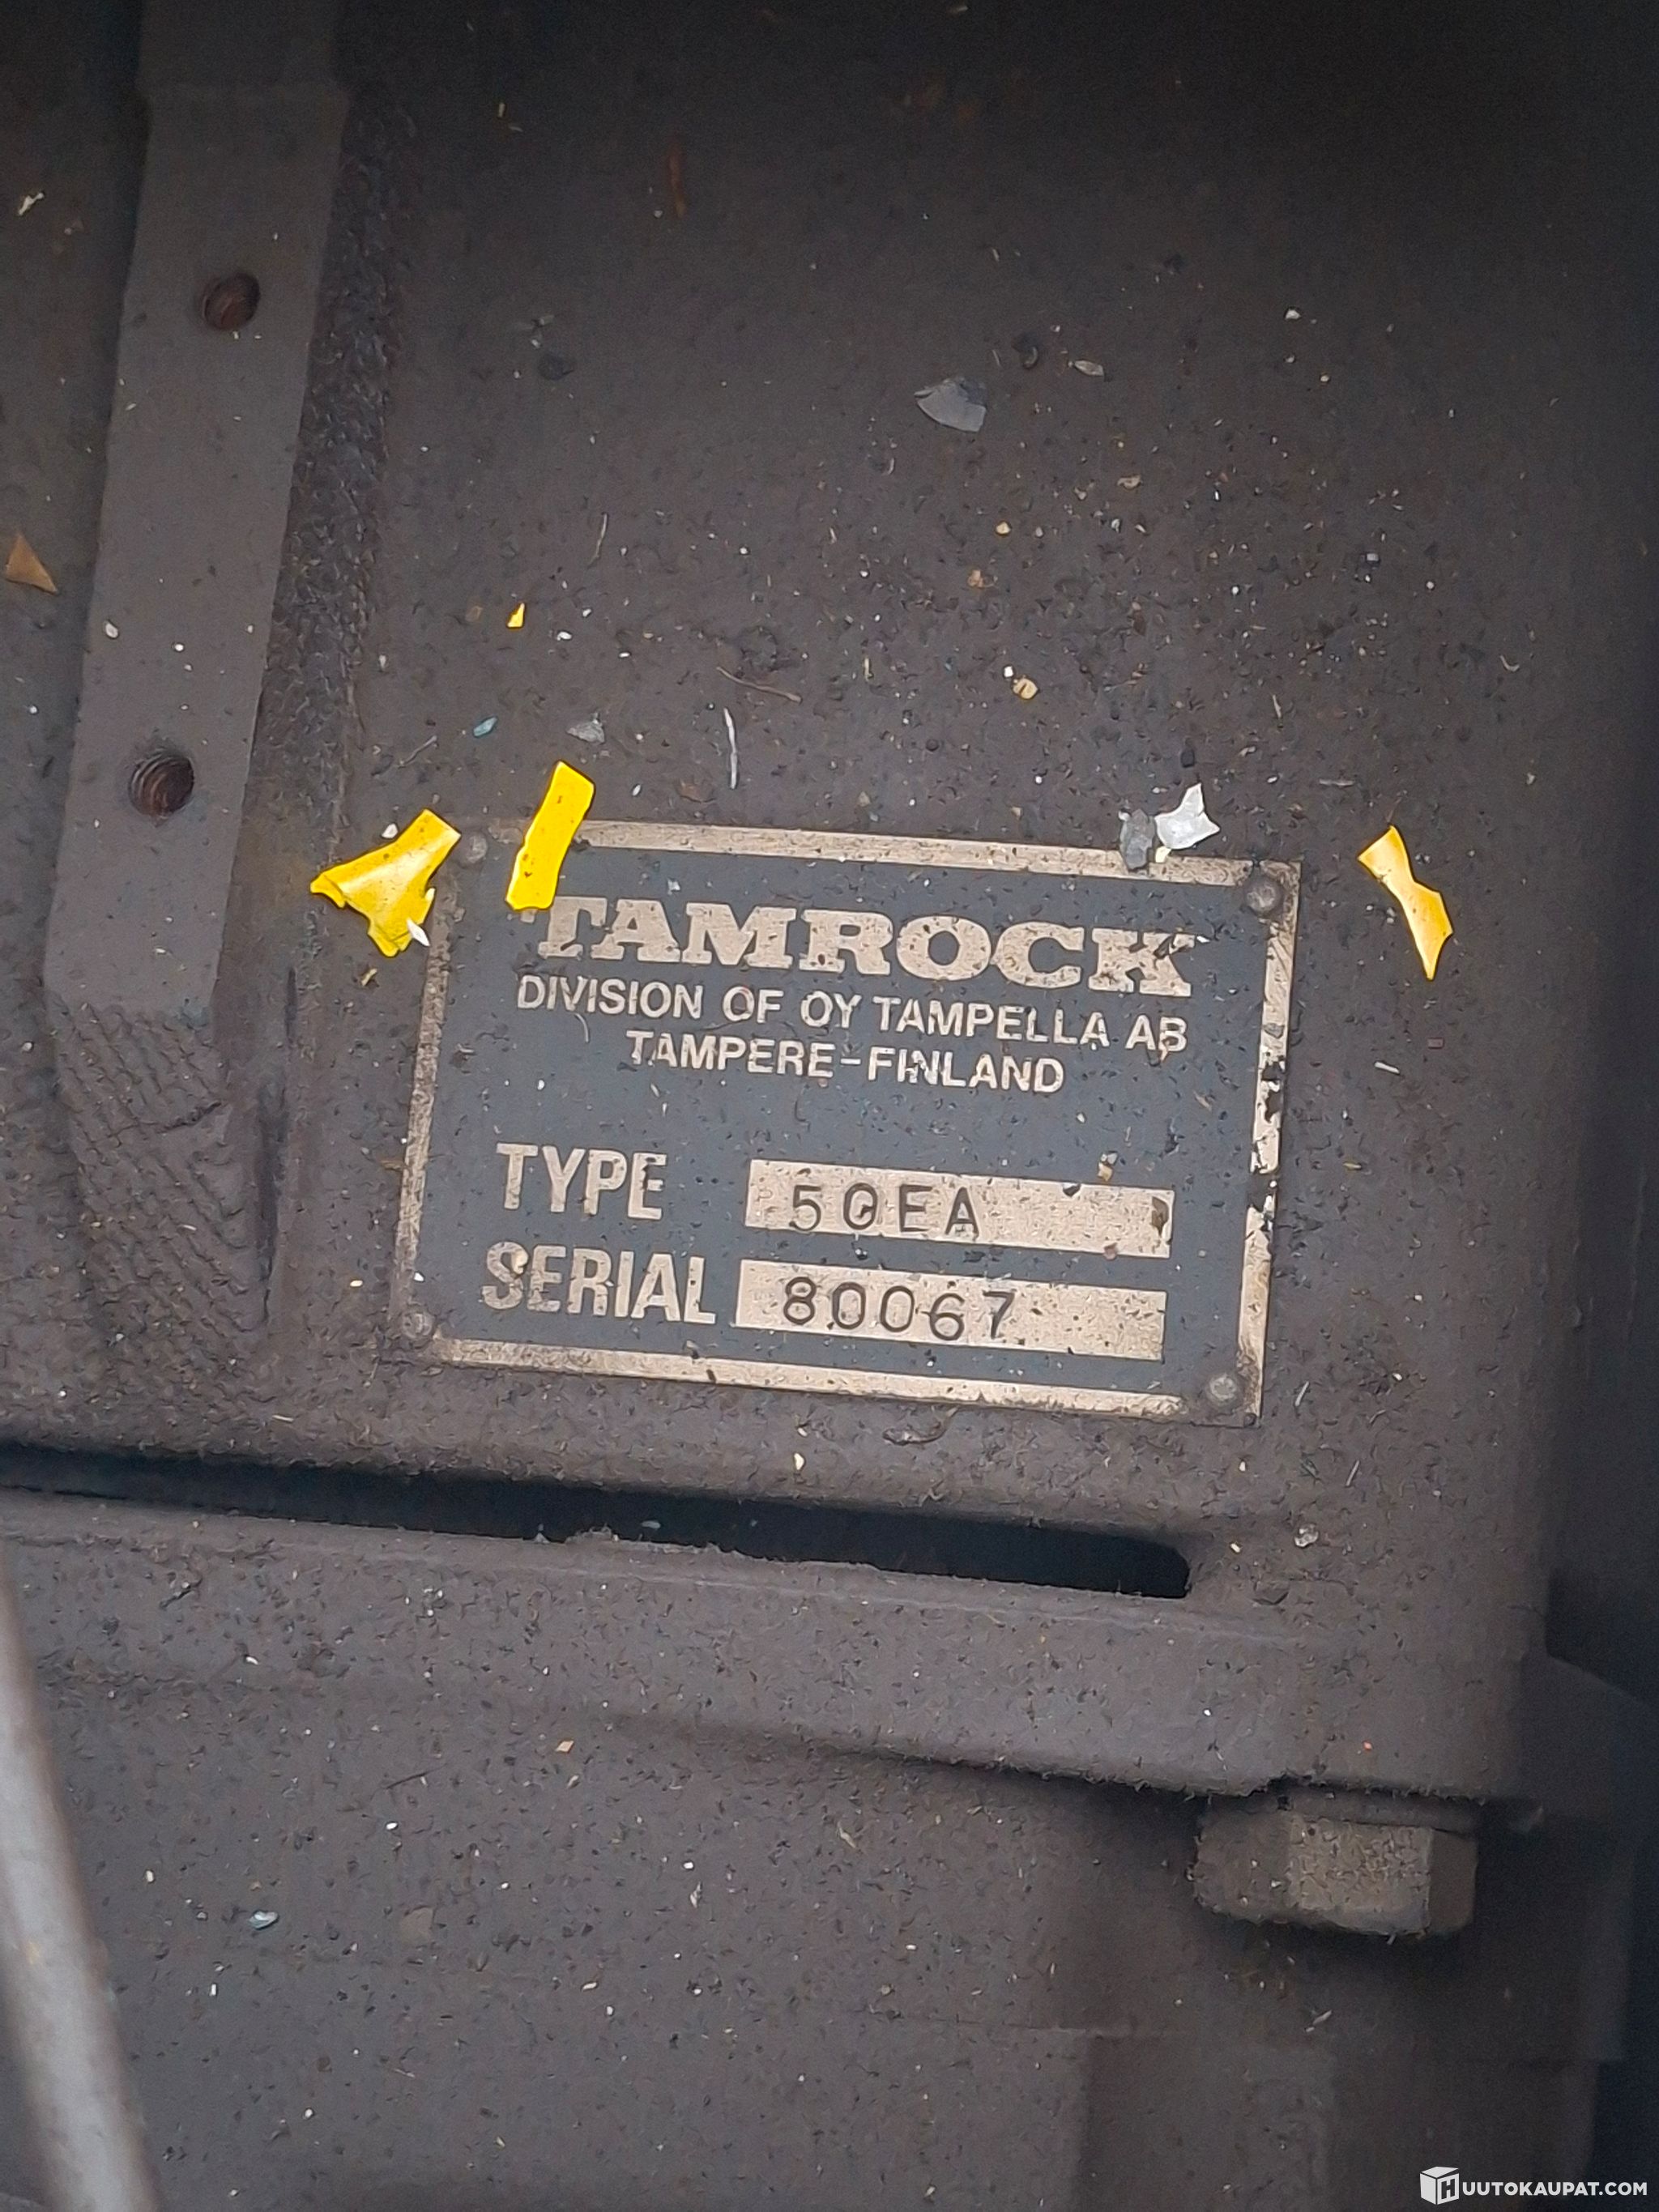 TAMROCK
DIVISION OF OY TAMPELLA AB
TAMPERE-FINLAND
TYPE 50EA
SERIAL 80067
HUUTOKAUPAT.COM